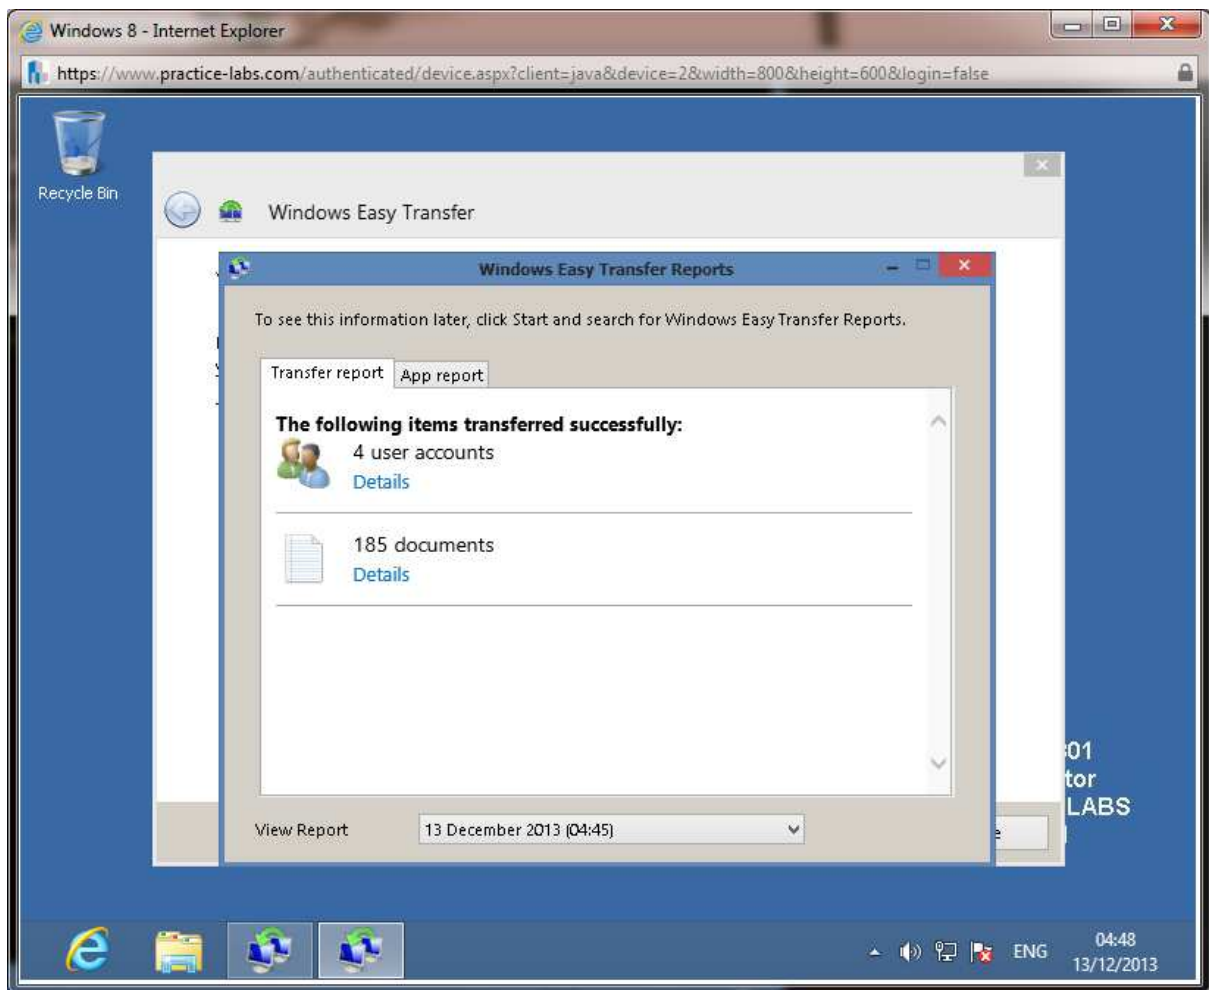 Windows 8 - Internet Explorer
https://www.practice-labs.com/authenticated/device.aspx?client=java&device=2&width=800&height=600&login=false
Recycle Bin
Windows Easy Transfer
Windows Easy Transfer Reports
To see this information later, click Start and search for Windows Easy Transfer Reports.
Transfer report App report
The following items transferred successfully:
4 user accounts
Details
185 documents
Details
01
tor
LABS
View Report 13 December 2013 (04:45)
ENG 04:48
13/12/2013